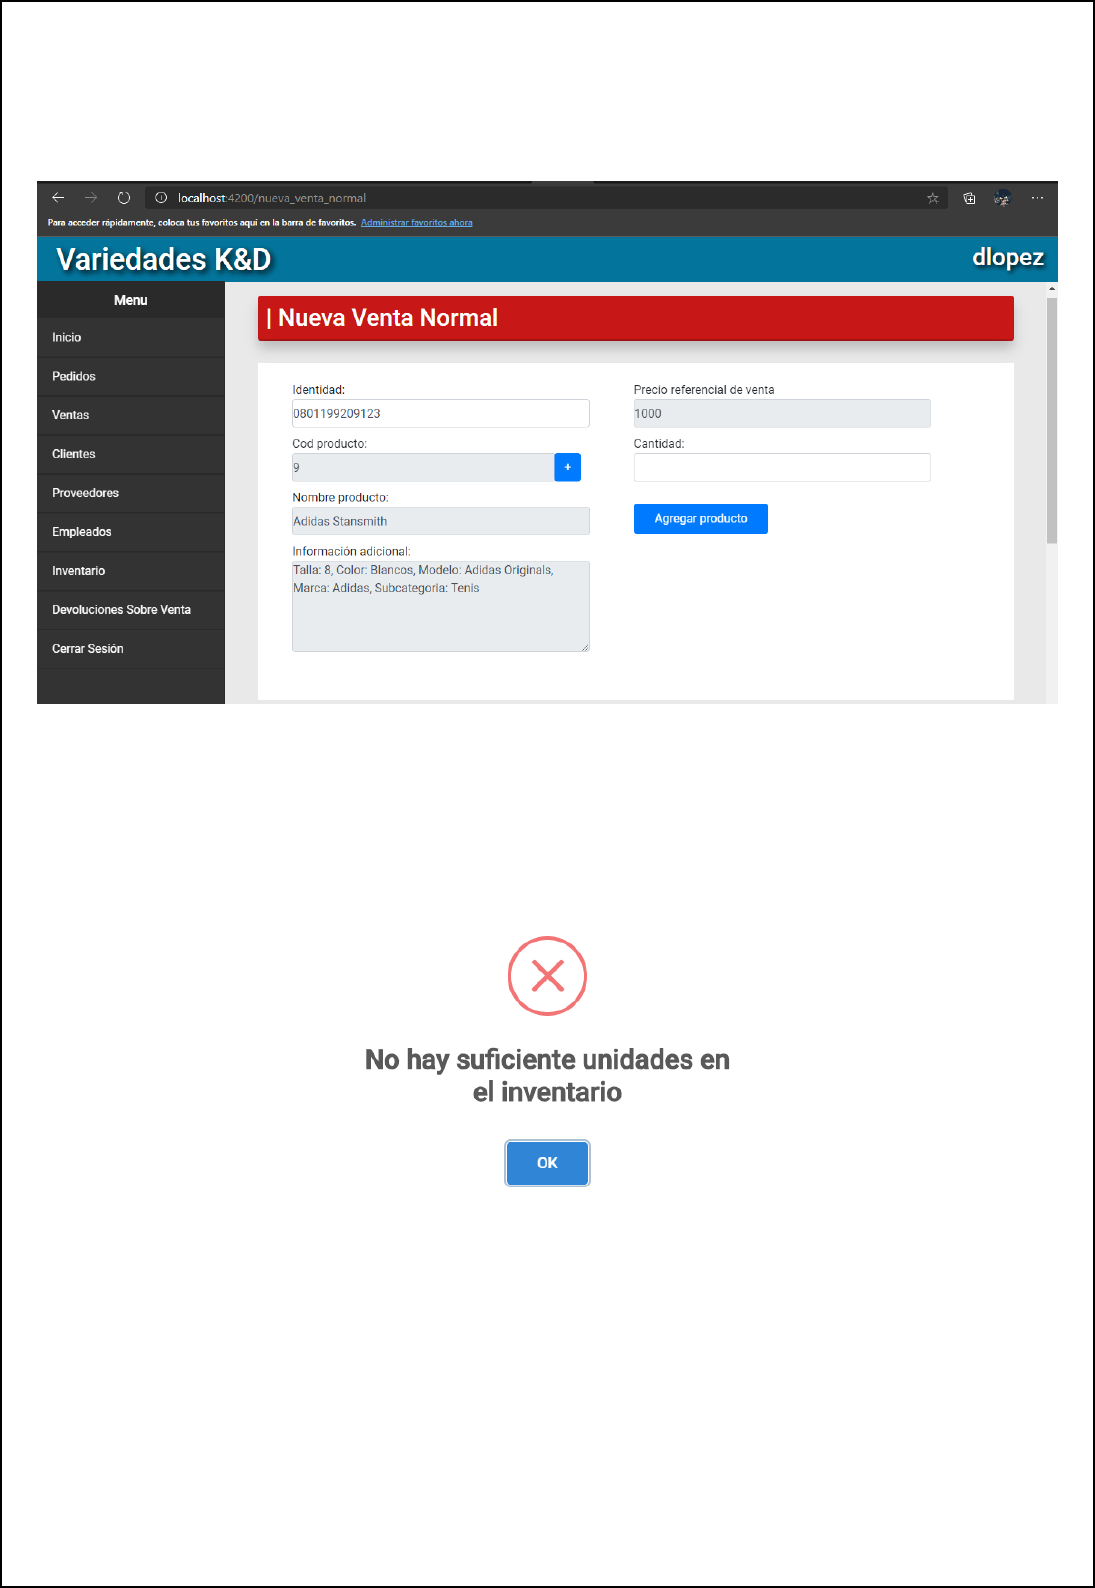 localhost:4200/nueva_venta_normal
Para acceder rápidamente, coloca tus favoritos aquí en la barra de favoritos. Administrar favoritos ahora
Variedades K&D
dlopez
Menu
Inicio
Pedidos
Ventas
Clientes
Proveedores
Empleados
Inventario
Devoluciones Sobre Venta
Cerrar Sesión
| Nueva Venta Normal
Identidad:
0801199209123
Cod producto:
9
+
Nombre producto:
Adidas Stansmith
Información adicional:
Talla: 8, Color: Blancos, Modelo: Adidas Originals,
Marca: Adidas, Subcategoria: Tenis
Precio referencial de venta
1000
Cantidad:
Agregar producto
No hay suficiente unidades en
el inventario
OK